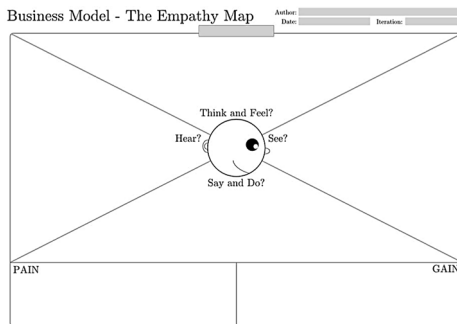 Business Model - The Empathy Map
Author:
Date: Iteration:
Think and Feel?
Hear? See?
Say and Do?
PAIN GAIN